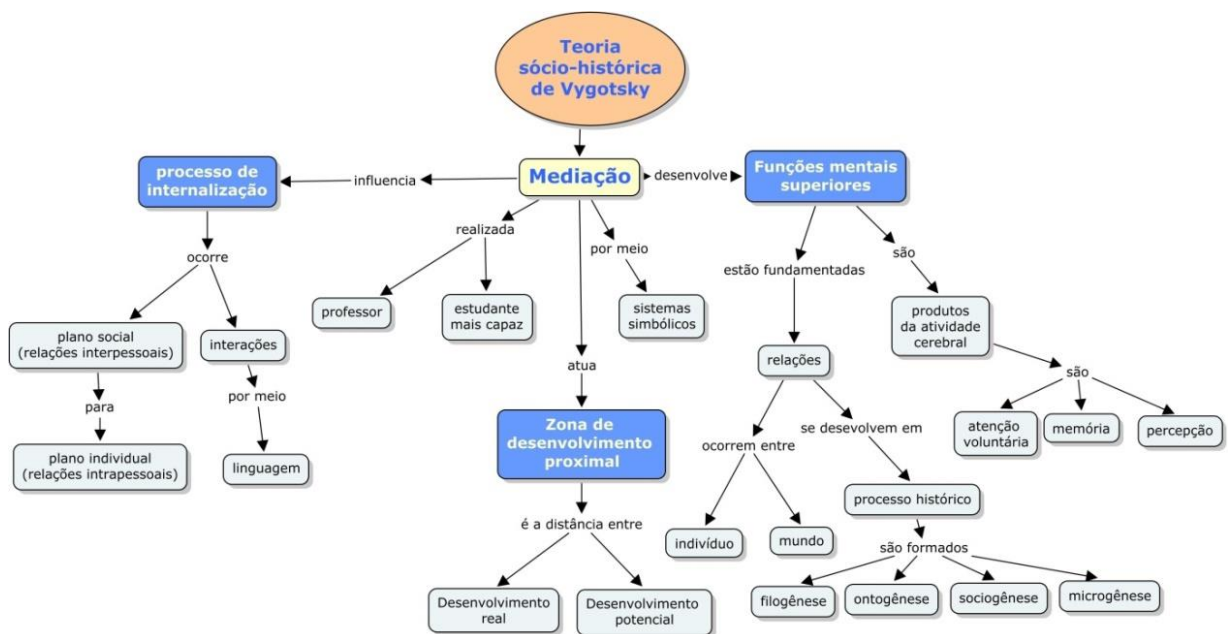 Teoria
sócio-histórica
de Vygotsky
processo de
internalização
influencia
Mediação
desenvolve
Funções mentais
superiores
ocorre
realizada
por meio
estão fundamentadas
são
professor
estudante
mais capaz
sistemas
simbólicos
produtos
da atividade
cerebral
plano social
(relações interpessoais)
interações
atua
relações
são
para
por meio
plano individual
(relações intrapessoais)
linguagem
Zona de
desenvolvimento
proximal
ocorrem entre
se desevolvem em
atenção
voluntária
memória
percepção
é a distância entre
indivíduo
mundo
processo histórico
são formados
Desenvolvimento
real
Desenvolvimento
potencial
filogênese
ontogênese
sociogênese
microgênese